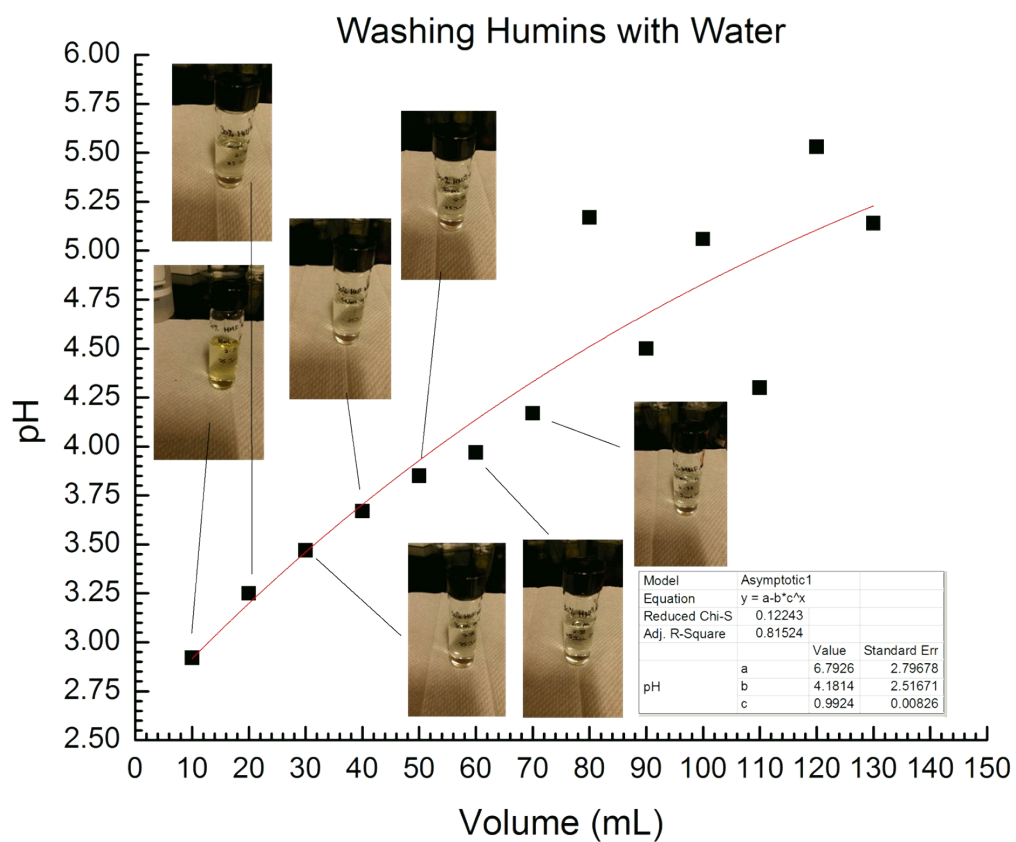 Washing Humins with Water
6.00
5.75
5.50
5.25
5.00
4.75
4.50
4.25
4.00
3.75
3.50
3.25
3.00
2.75
2.50
pH
0 10 20 30 40 50 60 70 80 90 100 110 120 130 140 150
Volume (mL)
Model Asymptotic1
Equation y = a-b*c^x
Reduced Chi-S 0.12243
Adj. R-Square 0.81524
Value Standard Err
pH a 6.7926 2.79678
b 4.1814 2.51671
c 0.9924 0.00826